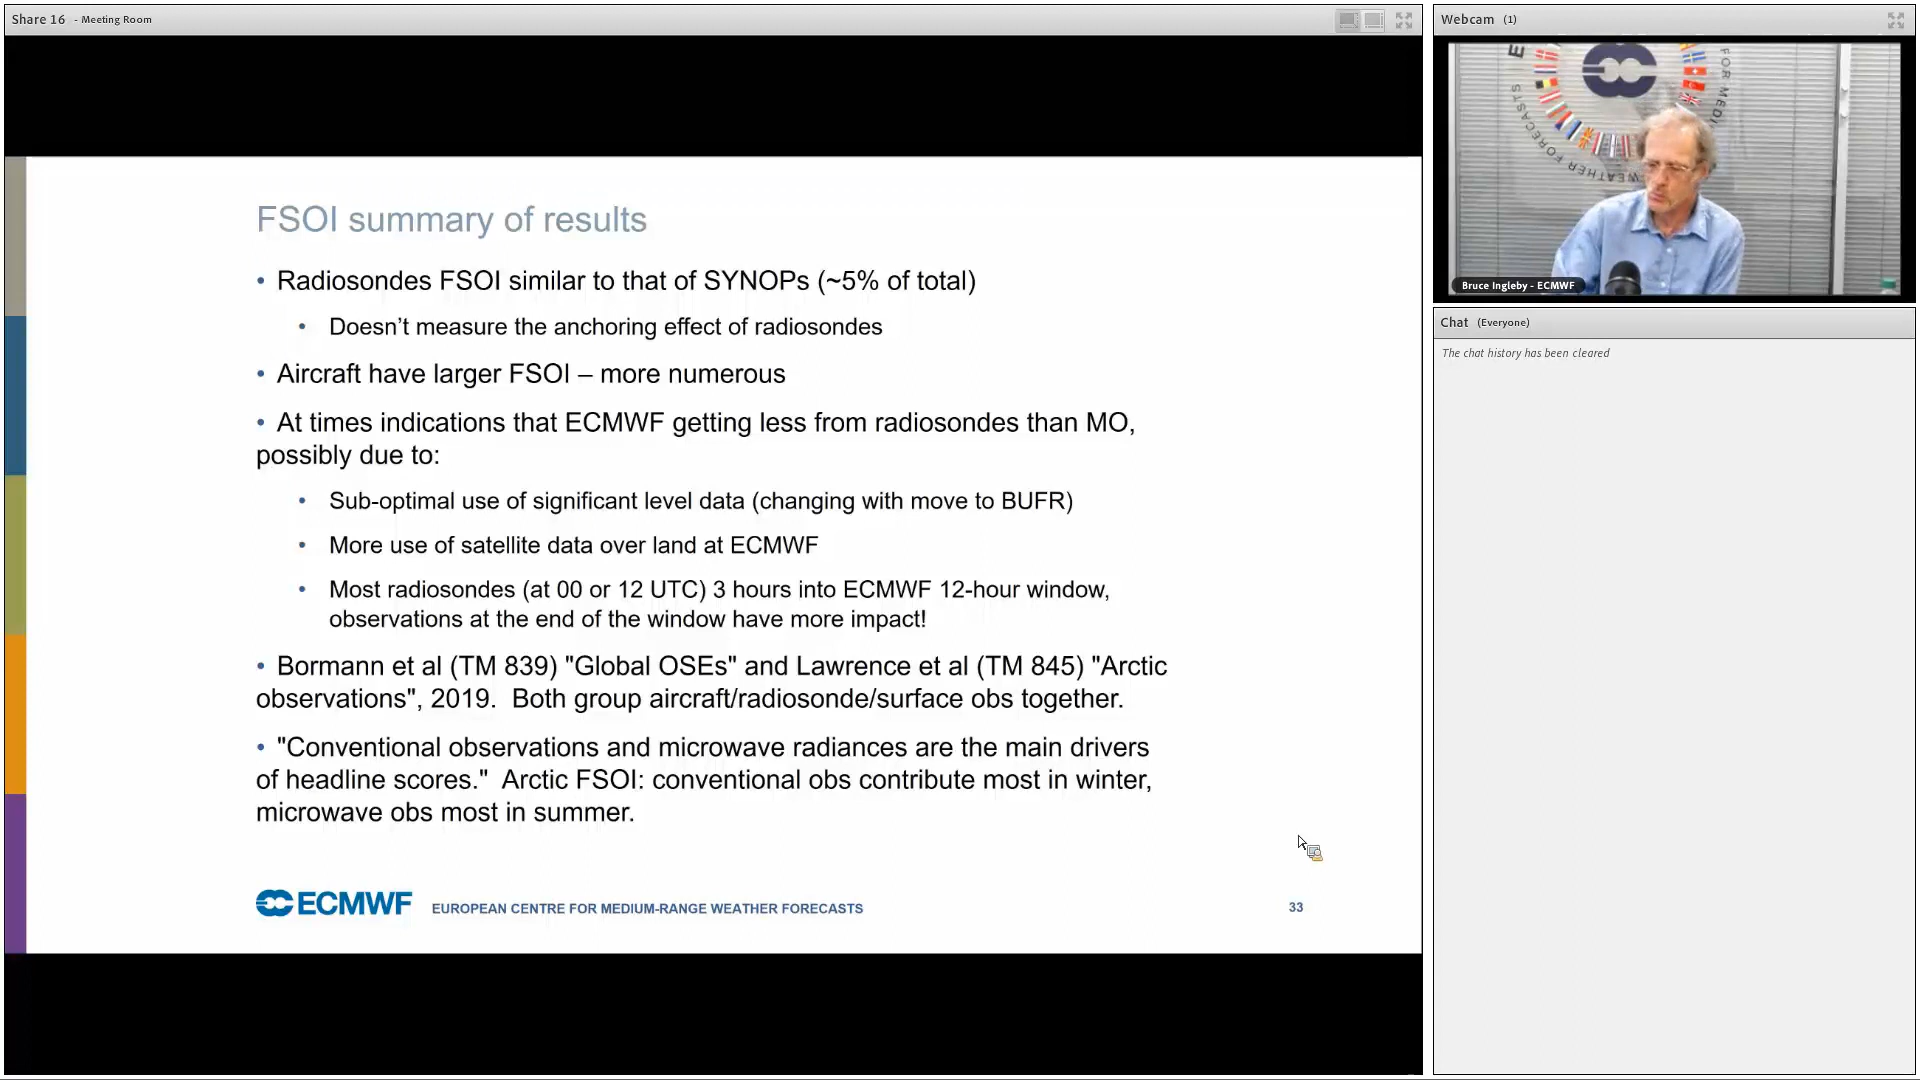 Share 16 - Meeting Room
Webcam (1)
FOR MEDI
WEATHER FORECASTS
Bruce Ingleby - ECMWF
Chat (Everyone)
The chat history has been cleared
FSOI summary of results
• Radiosondes FSOI similar to that of SYNOPs (~5% of total)
• Doesn’t measure the anchoring effect of radiosondes
• Aircraft have larger FSOI – more numerous
• At times indications that ECMWF getting less from radiosondes than MO,
possibly due to:
• Sub-optimal use of significant level data (changing with move to BUFR)
• More use of satellite data over land at ECMWF
• Most radiosondes (at 00 or 12 UTC) 3 hours into ECMWF 12-hour window,
observations at the end of the window have more impact!
• Bormann et al (TM 839) "Global OSEs" and Lawrence et al (TM 845) "Arctic
observations", 2019. Both group aircraft/radiosonde/surface obs together.
• "Conventional observations and microwave radiances are the main drivers
of headline scores." Arctic FSOI: conventional obs contribute most in winter,
microwave obs most in summer.
ECMWF EUROPEAN CENTRE FOR MEDIUM-RANGE WEATHER FORECASTS
33